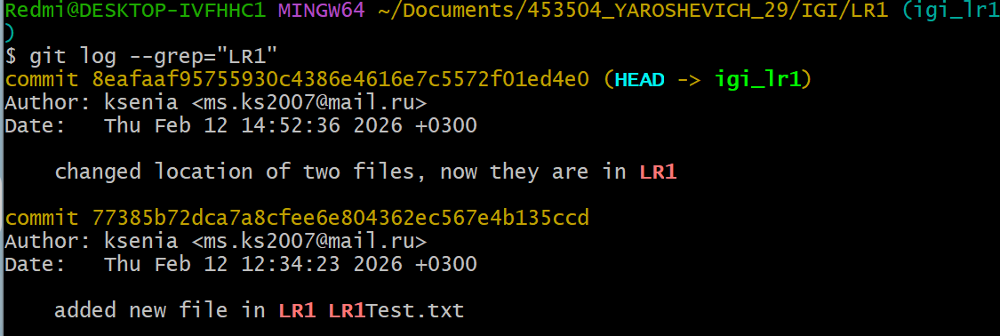 Redmi@DESKTOP-IVFHHC1 MINGW64 ~/Documents/453504_YAROSHEVICH_29/IGI/LR1 (igi_lr1
)
$ git log --grep="LR1"
commit 8eafaaf95755930c4386e4616e7c5572f01ed4e0 (HEAD -> igi_lr1)
Author: ksenia <ms.ks2007@mail.ru>
Date:   Thu Feb 12 14:52:36 2026 +0300
    changed location of two files, now they are in LR1
commit 77385b72dca7a8cfee6e804362ec567e4b135ccd
Author: ksenia <ms.ks2007@mail.ru>
Date:   Thu Feb 12 12:34:23 2026 +0300
    added new file in LR1 LR1Test.txt